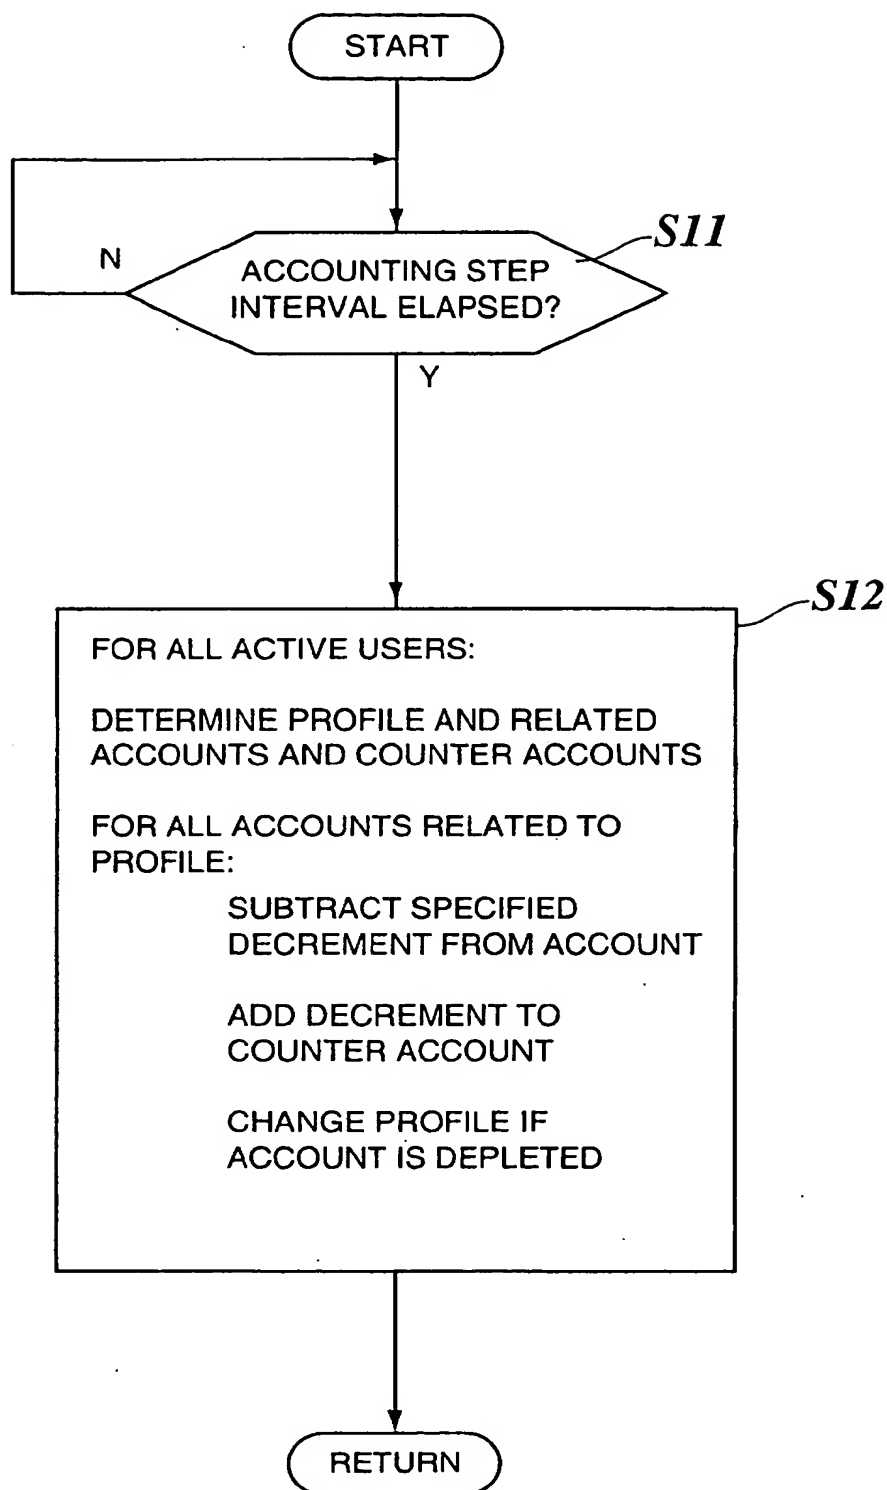 START
S11
N
ACCOUNTING STEP
INTERVAL ELAPSED?
Y
S12
FOR ALL ACTIVE USERS:
DETERMINE PROFILE AND RELATED
ACCOUNTS AND COUNTER ACCOUNTS
FOR ALL ACCOUNTS RELATED TO
PROFILE:
SUBTRACT SPECIFIED
DECREMENT FROM ACCOUNT
ADD DECREMENT TO
COUNTER ACCOUNT
CHANGE PROFILE IF
ACCOUNT IS DEPLETED
RETURN